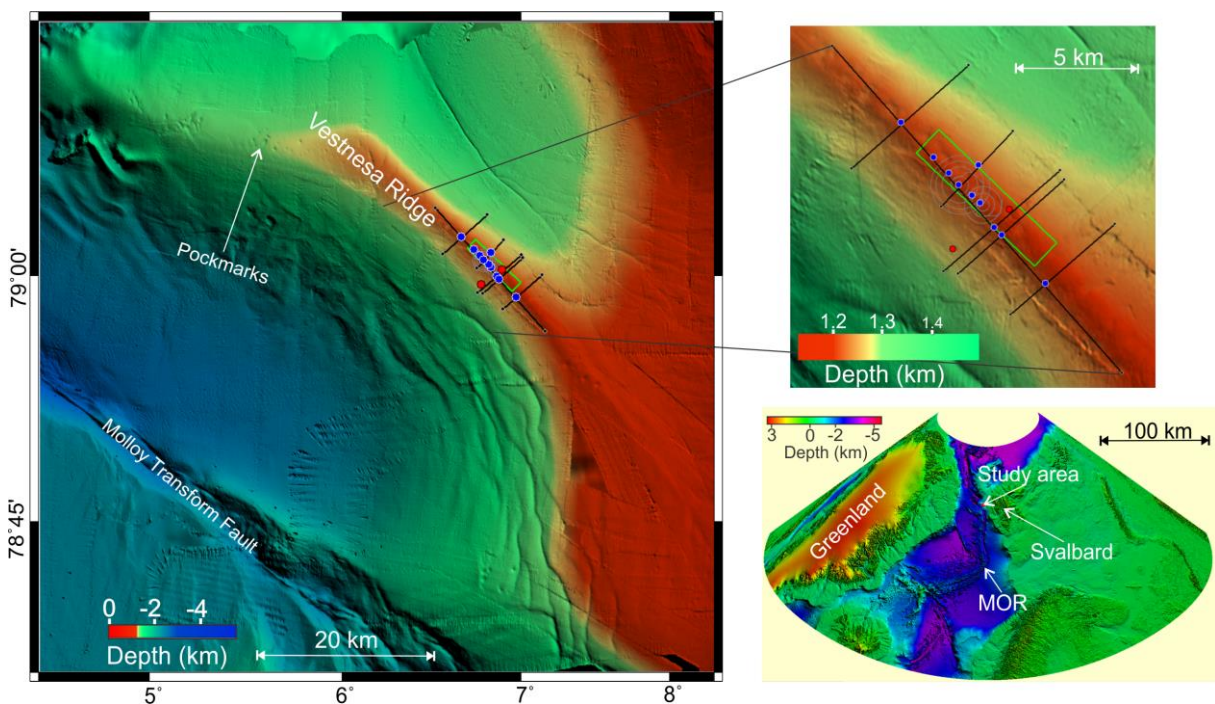 Vestnesa Ridge
Pockmarks
Molloy Transform Fault
0 -2 -4
Depth (km)
20 km
79°00'
78°45'
5° 6° 7° 8°
5 km
1.2 1.3 1.4
Depth (km)
3 0 -2 -5
Depth (km)
100 km
Study area
Greenland
Svalbard
MOR